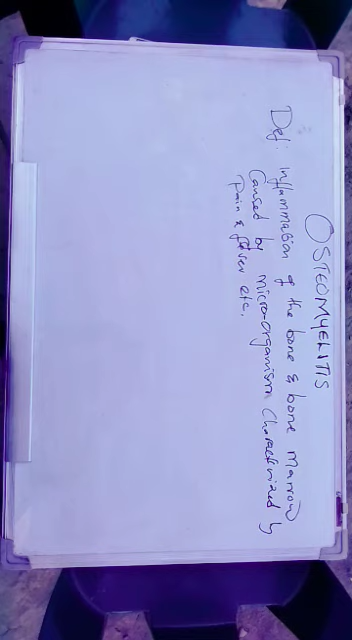 OSTEOMYELITIS
Def: Inflammation of the bone & bone marrow
Caused by micro-organism characterized by
Pain & fever etc.